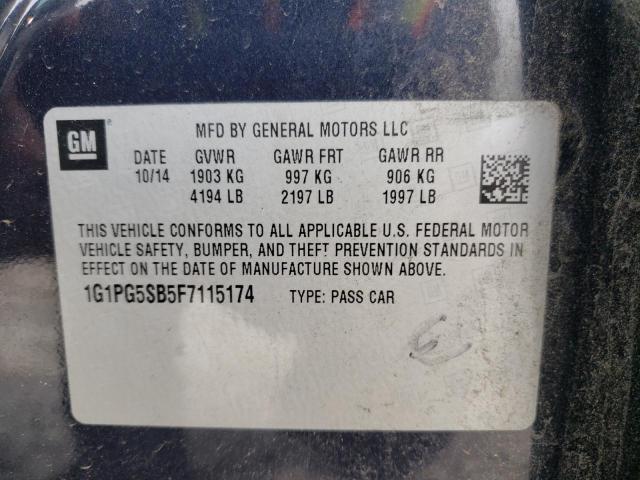 GM
MFD BY GENERAL MOTORS LLC
DATE GVWR GAWR FRT GAWR RR
10/14 1903 KG 997 KG 906 KG
4194 LB 2197 LB 1997 LB
THIS VEHICLE CONFORMS TO ALL APPLICABLE U.S. FEDERAL MOTOR
VEHICLE SAFETY, BUMPER, AND THEFT PREVENTION STANDARDS IN
EFFECT ON THE DATE OF MANUFACTURE SHOWN ABOVE.
1G1PG5SB5F7115174 TYPE: PASS CAR